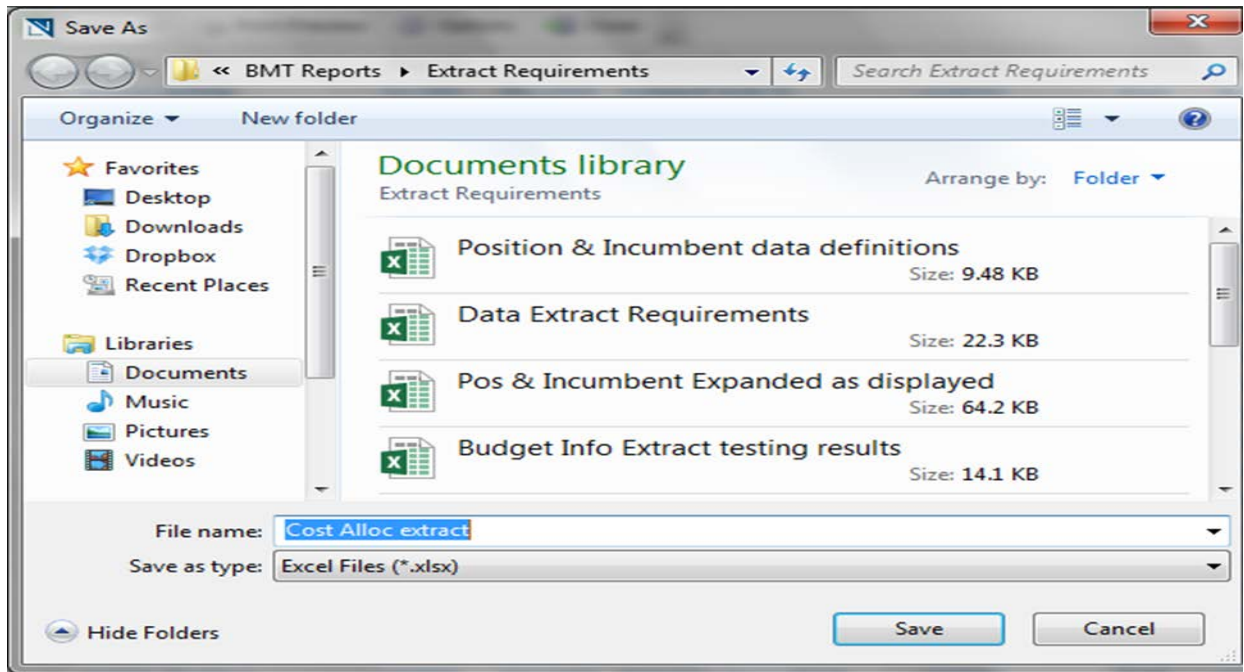 Save As
« BMT Reports ▸ Extract Requirements
Search Extract Requirements
Organize
New folder
Favorites
Desktop
Downloads
Dropbox
Recent Places
Libraries
Documents
Music
Pictures
Videos
Documents library
Extract Requirements
Arrange by: Folder
Position & Incumbent data definitions
Size: 9.48 KB
Data Extract Requirements
Size: 22.3 KB
Pos & Incumbent Expanded as displayed
Size: 64.2 KB
Budget Info Extract testing results
Size: 14.1 KB
File name: Cost Alloc extract
Save as type: Excel Files (*.xlsx)
Hide Folders
Save
Cancel